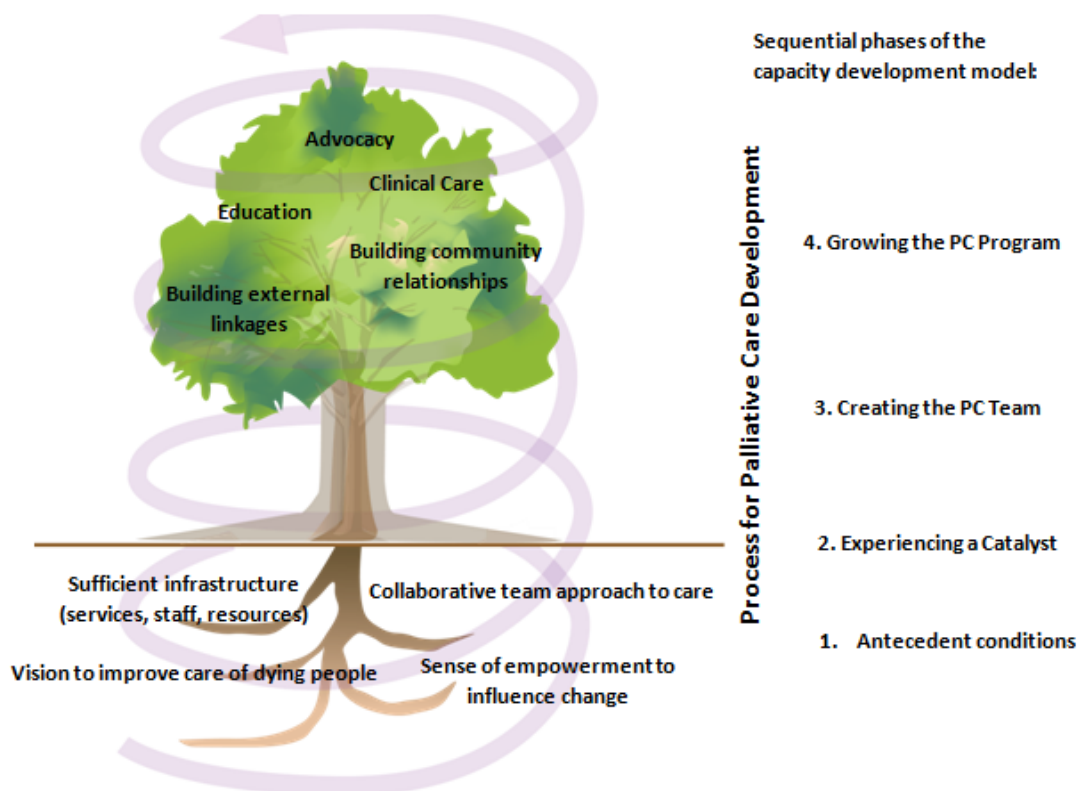 Sequential phases of the
capacity development model:
Advocacy
Clinical Care
Education
Building community
relationships
Building external
linkages
Process for Palliative Care Development
4. Growing the PC Program
3. Creating the PC Team
2. Experiencing a Catalyst
1. Antecedent conditions
Sufficient infrastructure
(services, staff, resources)
Collaborative team approach to care
Vision to improve care of dying people
Sense of empowerment to
influence change